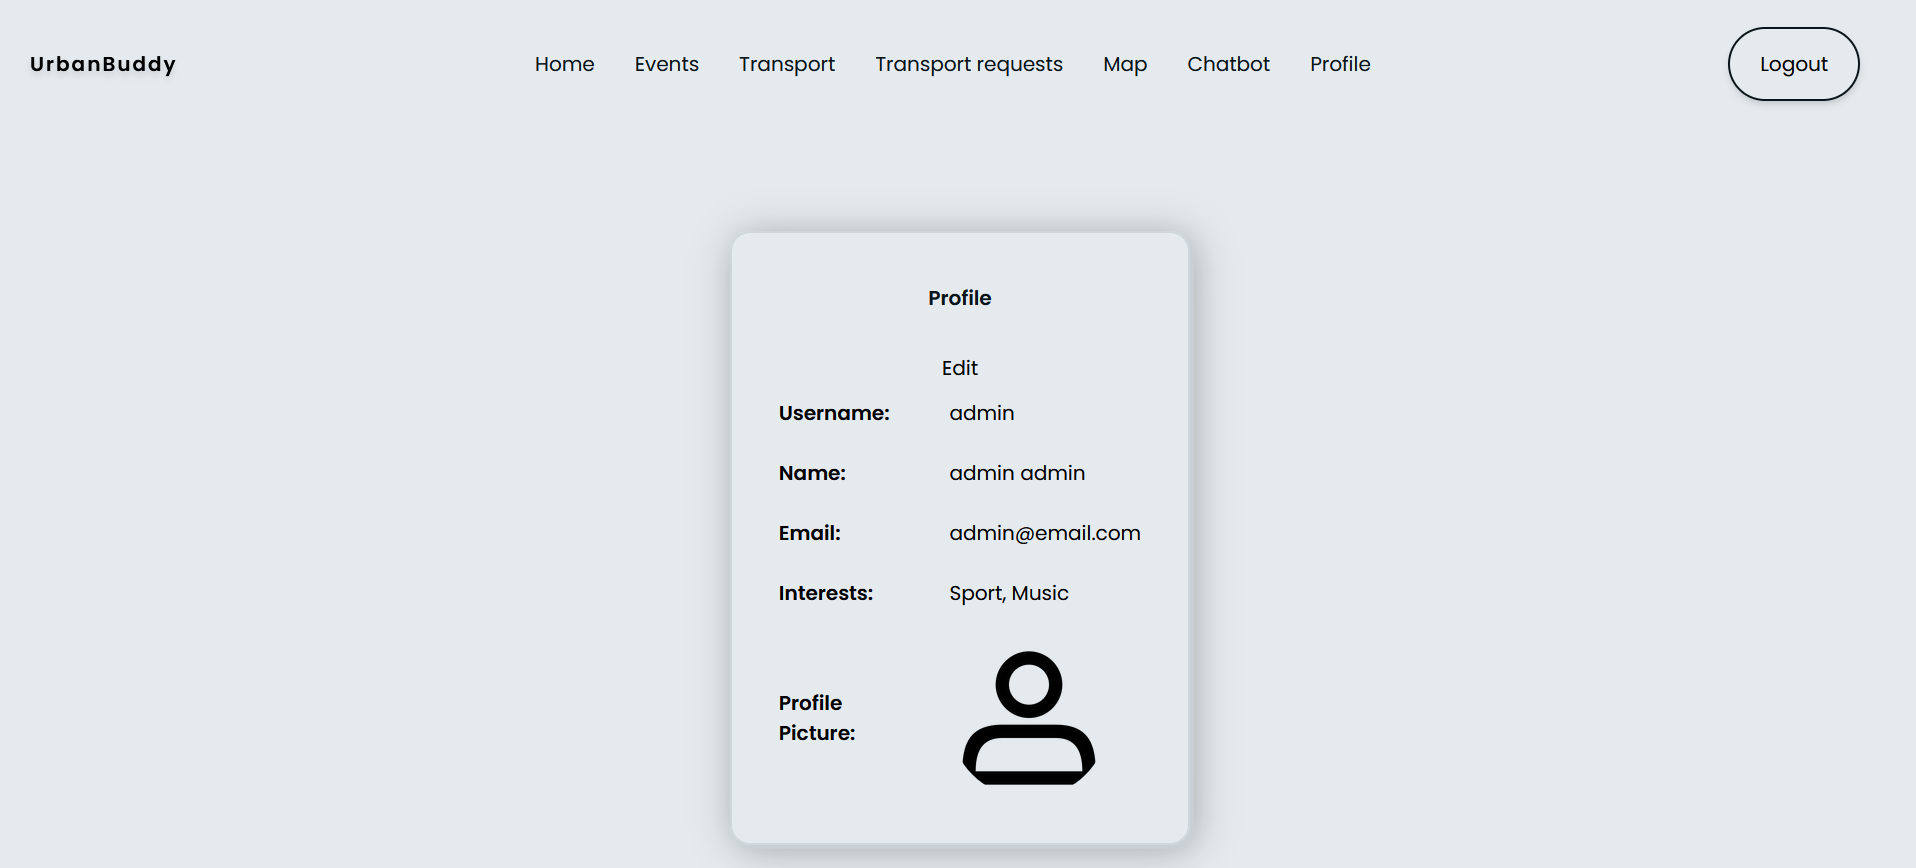 UrbanBuddy Home Events Transport Transport requests Map Chatbot Profile Logout
Profile
Edit
Username: admin
Name: admin admin
Email: admin@email.com
Interests: Sport, Music
Profile
Picture: